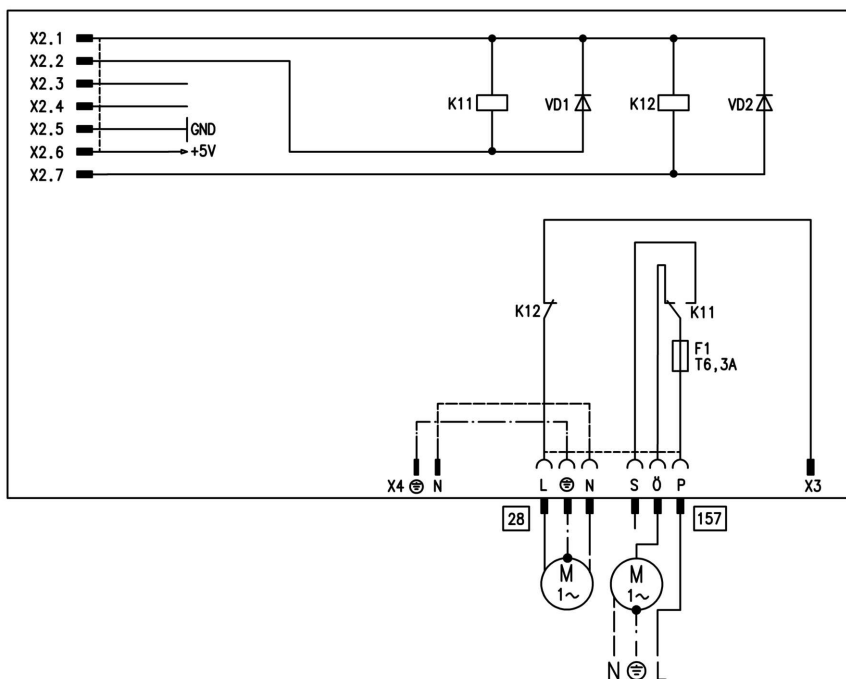 X2.1
X2.2
X2.3
X2.4
X2.5 GND
X2.6 +5V
X2.7
K11 VD1 K12 VD2
K12 K11
F1
T6,3A
X4 N L N S Ö P X3
28 157
M M
1~ 1~
N L